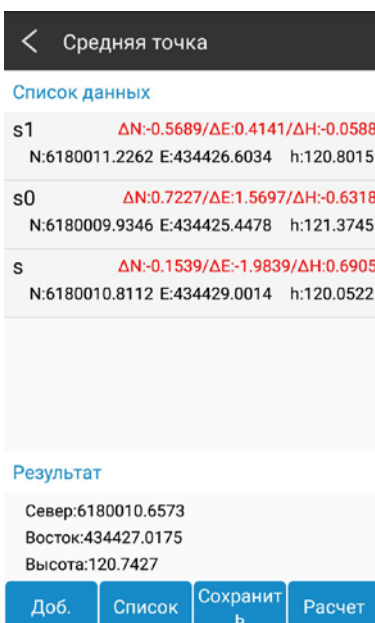 Средняя точка
Список данных
s1 ΔN:-0.5689/ΔE:0.4141/ΔH:-0.0588
N:6180011.2262 E:434426.6034 h:120.8015
s0 ΔN:0.7227/ΔE:1.5697/ΔH:-0.6318
N:6180009.9346 E:434425.4478 h:121.3745
s ΔN:-0.1539/ΔE:-1.9839/ΔH:0.6905
N:6180010.8112 E:434429.0014 h:120.0522
Результат
Север:6180010.6573
Восток:434427.0175
Высота:120.7427
Доб. Список Сохранит
ь Расчет